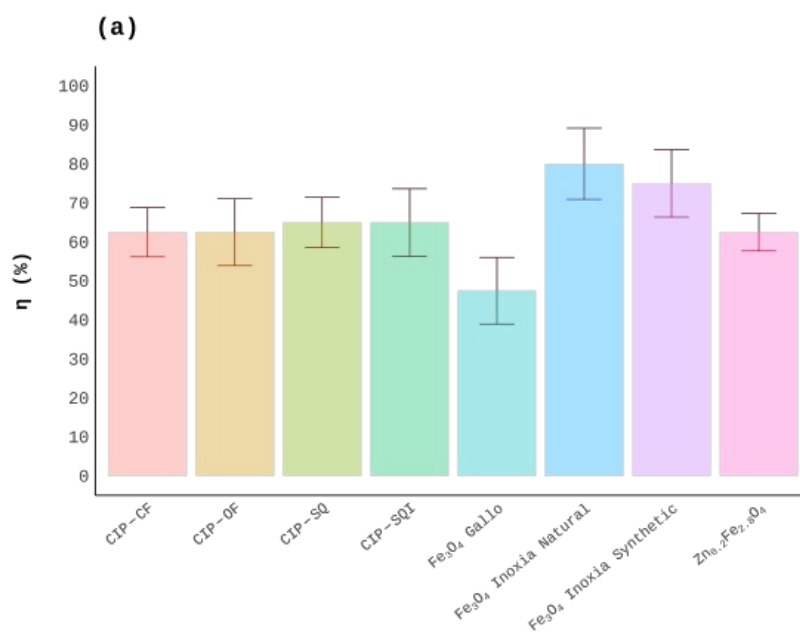 (a)
100
90
80
70
60
50
40
30
20
10
0
η (%)
CIP-CF
CIP-OF
CIP-SQ
CIP-SQI
Fe₃O₄ Gallo
Fe₃O₄ Inoxia Natural
Fe₃O₄ Inoxia Synthetic
Zn₀.₂Fe₂.₈O₄